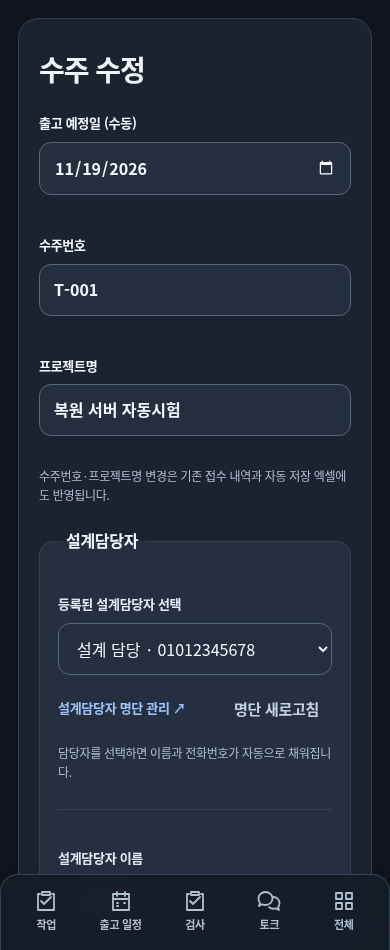 수주 수정
출고 예정일 (수동)
11/19/2026
수주번호
T-001
프로젝트명
복원 서버 자동시험
수주번호·프로젝트명 변경은 기존 접수 내역과 자동 저장 엑셀에
도 반영됩니다.
설계담당자
등록된 설계담당자 선택
설계 담당 · 01012345678
설계담당자 명단 관리 ↗ 명단 새로고침
담당자를 선택하면 이름과 전화번호가 자동으로 채워집니
다.
설계담당자 이름
작업 출고 일정 검사 토크 전체